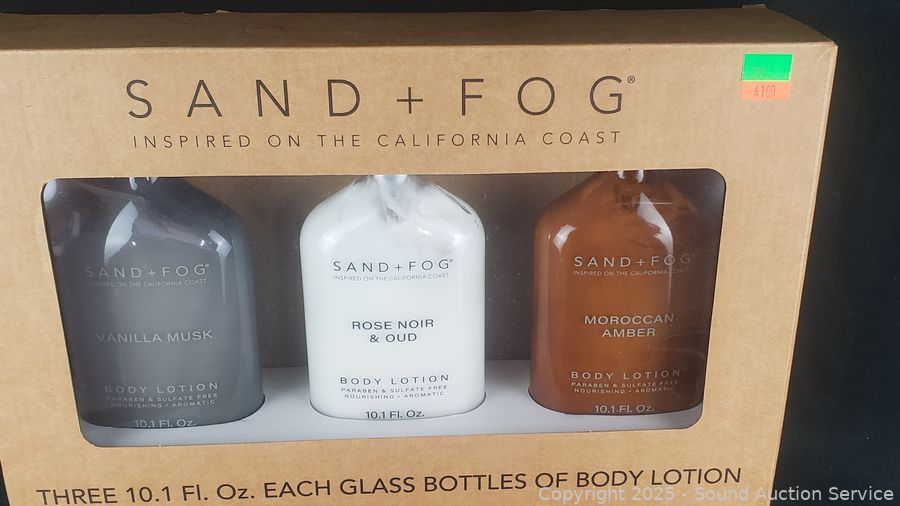 SAND + FOG®
INSPIRED ON THE CALIFORNIA COAST
4100
SAND + FOG®
INSPIRED ON THE CALIFORNIA COAST
VANILLA MUSK
BODY LOTION
PARABEN & SULFATE FREE
NOURISHING • AROMATIC
10.1 Fl. Oz.
SAND + FOG®
INSPIRED ON THE CALIFORNIA COAST
ROSE NOIR
& OUD
BODY LOTION
PARABEN & SULFATE FREE
NOURISHING • AROMATIC
10.1 Fl. Oz.
SAND + FOG®
INSPIRED ON THE CALIFORNIA COAST
MOROCCAN
AMBER
BODY LOTION
PARABEN & SULFATE FREE
NOURISHING • AROMATIC
10.1 Fl. Oz.
THREE 10.1 Fl. Oz. EACH GLASS BOTTLES OF BODY LOTION
Copyright 2025 - Sound Auction Service